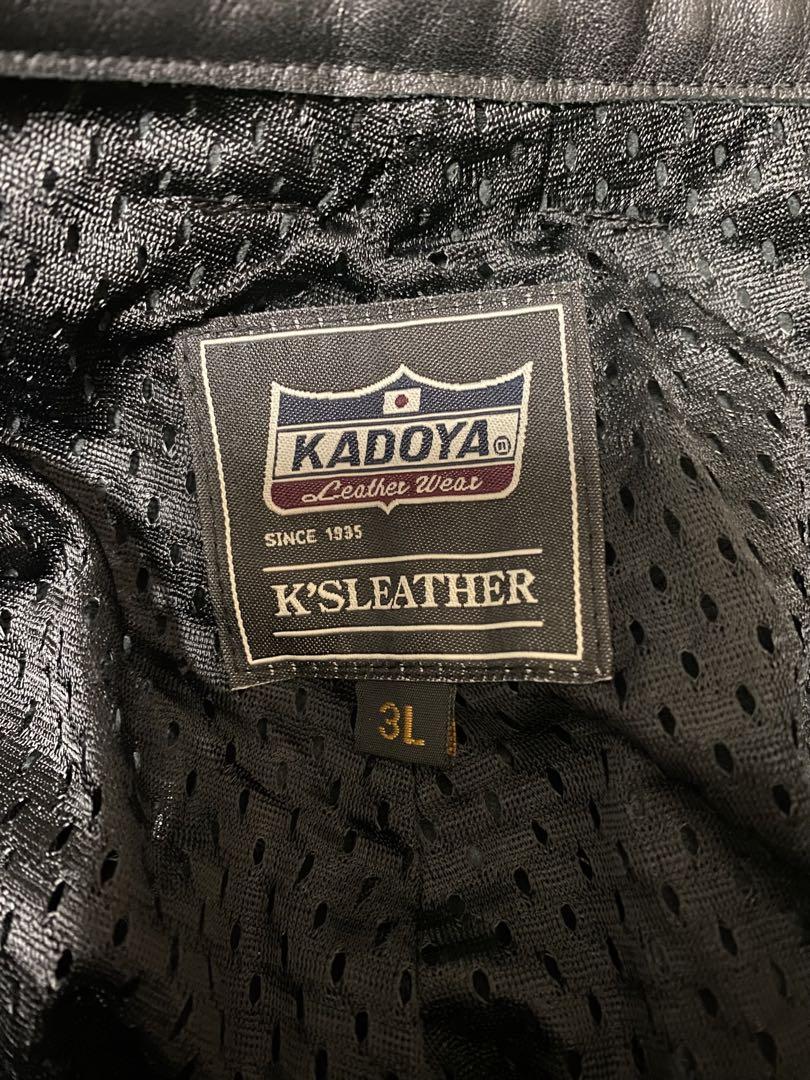 KADOYA
Leather Wear
SINCE 1935
K'SLEATHER
3L